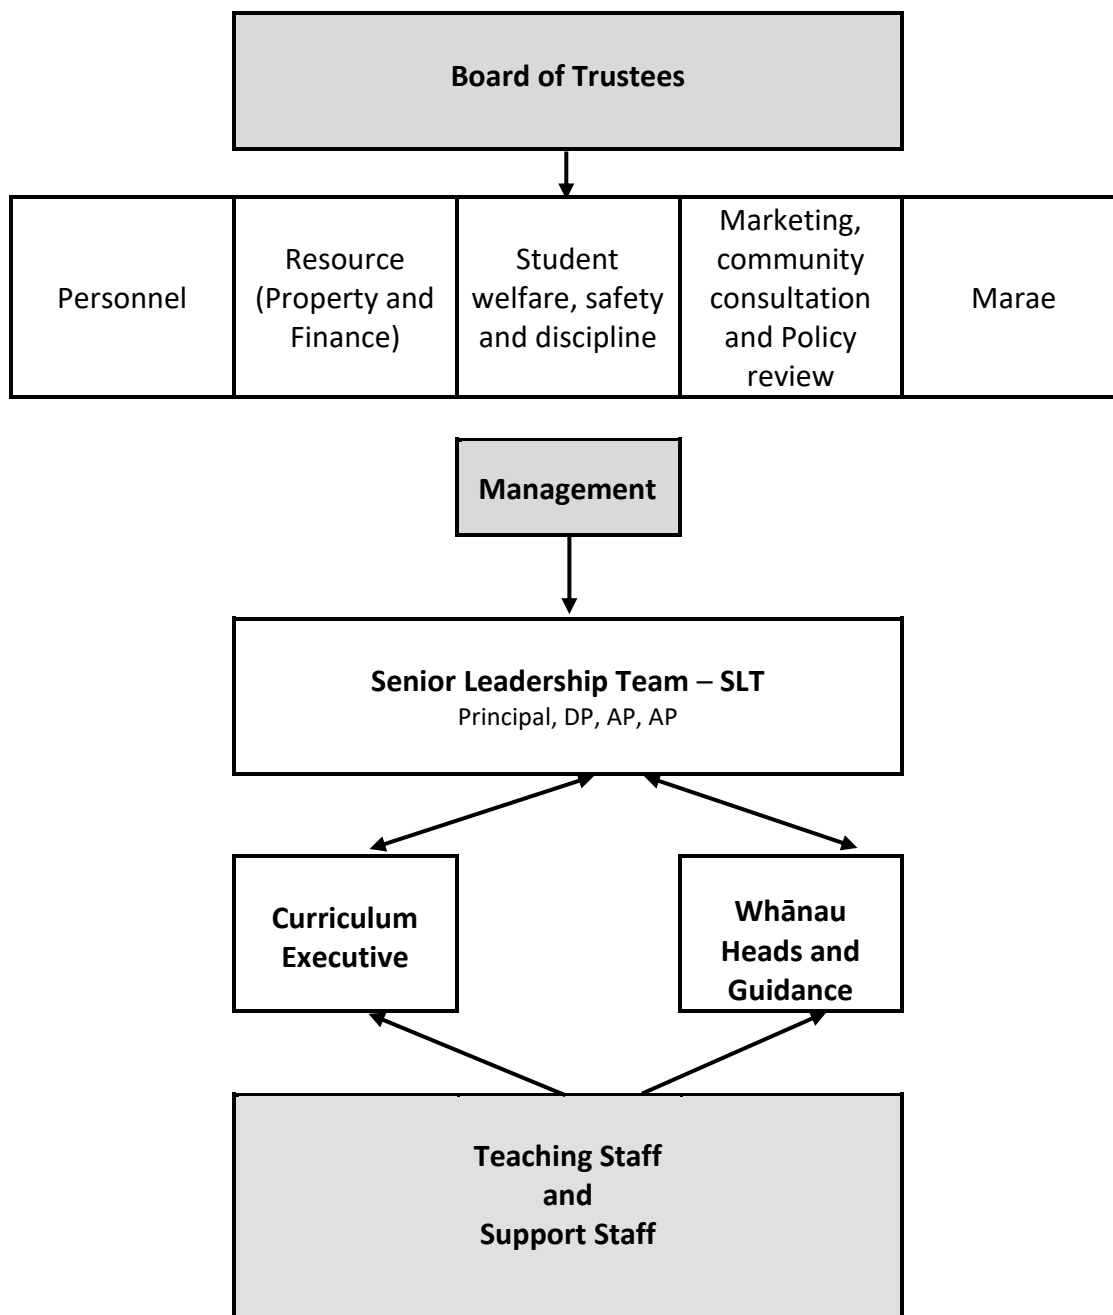 Board of Trustees
Personnel
Resource
(Property and
Finance)
Student
welfare, safety
and discipline
Marketing,
community
consultation
and Policy
review
Marae
Management
Senior Leadership Team – SLT
Principal, DP, AP, AP
Curriculum
Executive
Whānau
Heads and
Guidance
Teaching Staff
and
Support Staff